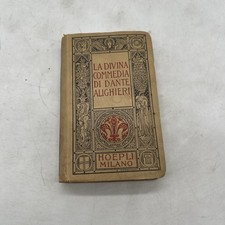 LA DIVINA
COMMEDIA
DI DANTE
ALIGHIERI
HOEPLI
MILANO